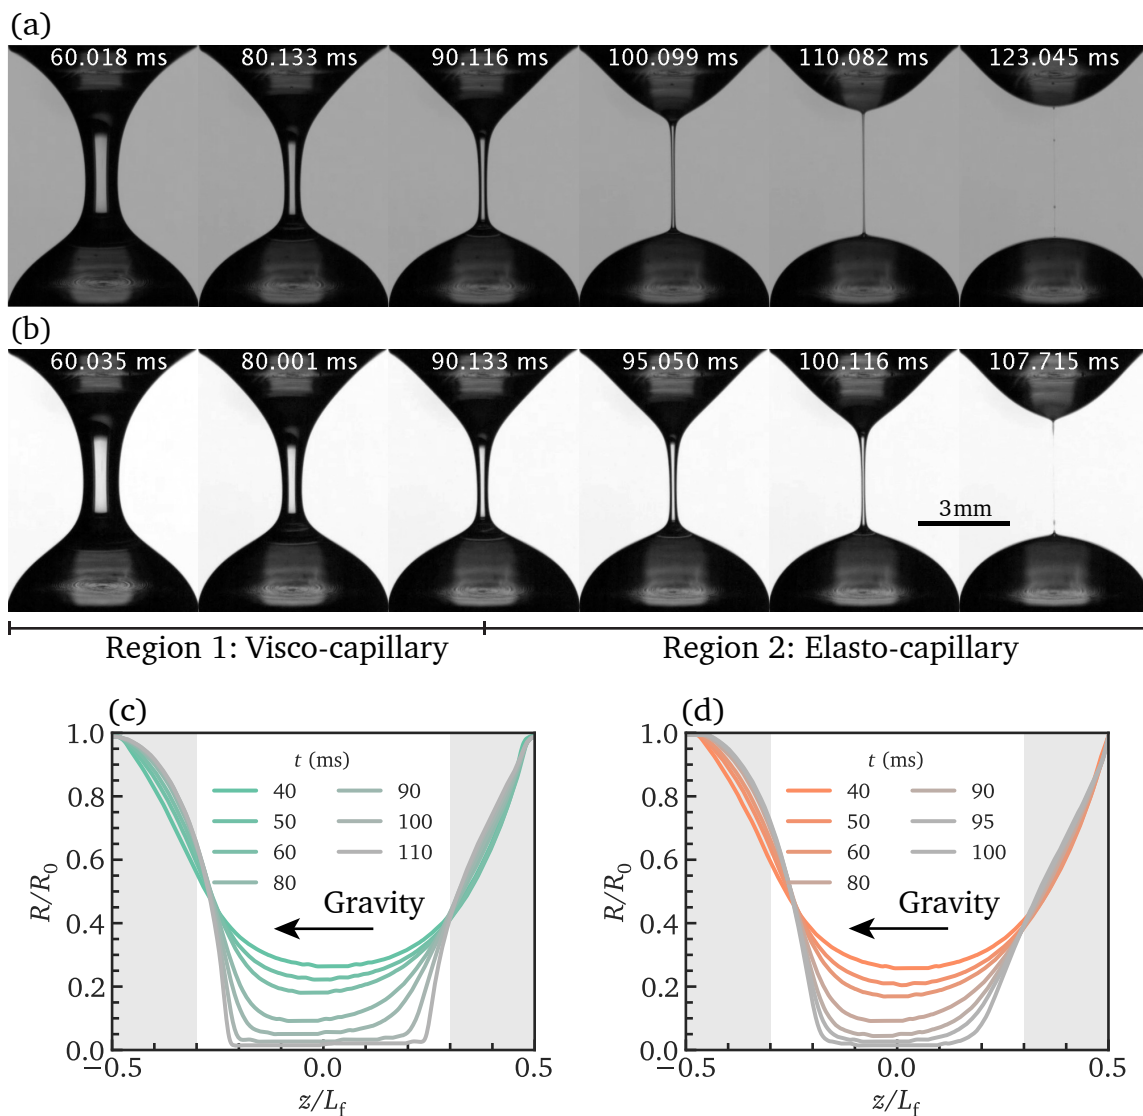 (a)
60.018 ms 80.133 ms 90.116 ms 100.099 ms 110.082 ms 123.045 ms
(b)
60.035 ms 80.001 ms 90.133 ms 95.050 ms 100.116 ms 107.715 ms
3mm
Region 1: Visco-capillary Region 2: Elasto-capillary
(c)
R/R0
1.0
0.8
0.6
0.4
0.2
0.0
t (ms)
40 90
50 100
60 110
80
Gravity
−0.5 0.0 0.5
z/Lf
(d)
R/R0
1.0
0.8
0.6
0.4
0.2
0.0
t (ms)
40 90
50 95
60 100
80
Gravity
−0.5 0.0 0.5
z/Lf